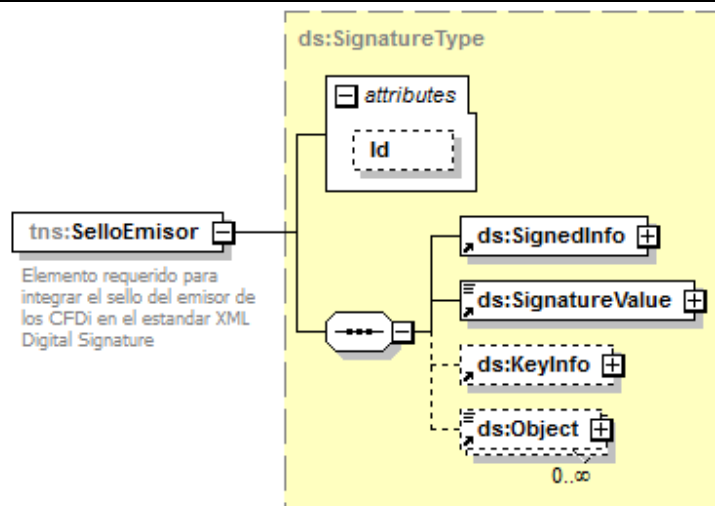 ds:SignatureType
attributes
Id
tns:SelloEmisor
Elemento requerido para
integrar el sello del emisor de
los CFDi en el estandar XML
Digital Signature
ds:SignedInfo
ds:SignatureValue
ds:KeyInfo
ds:Object
0..∞